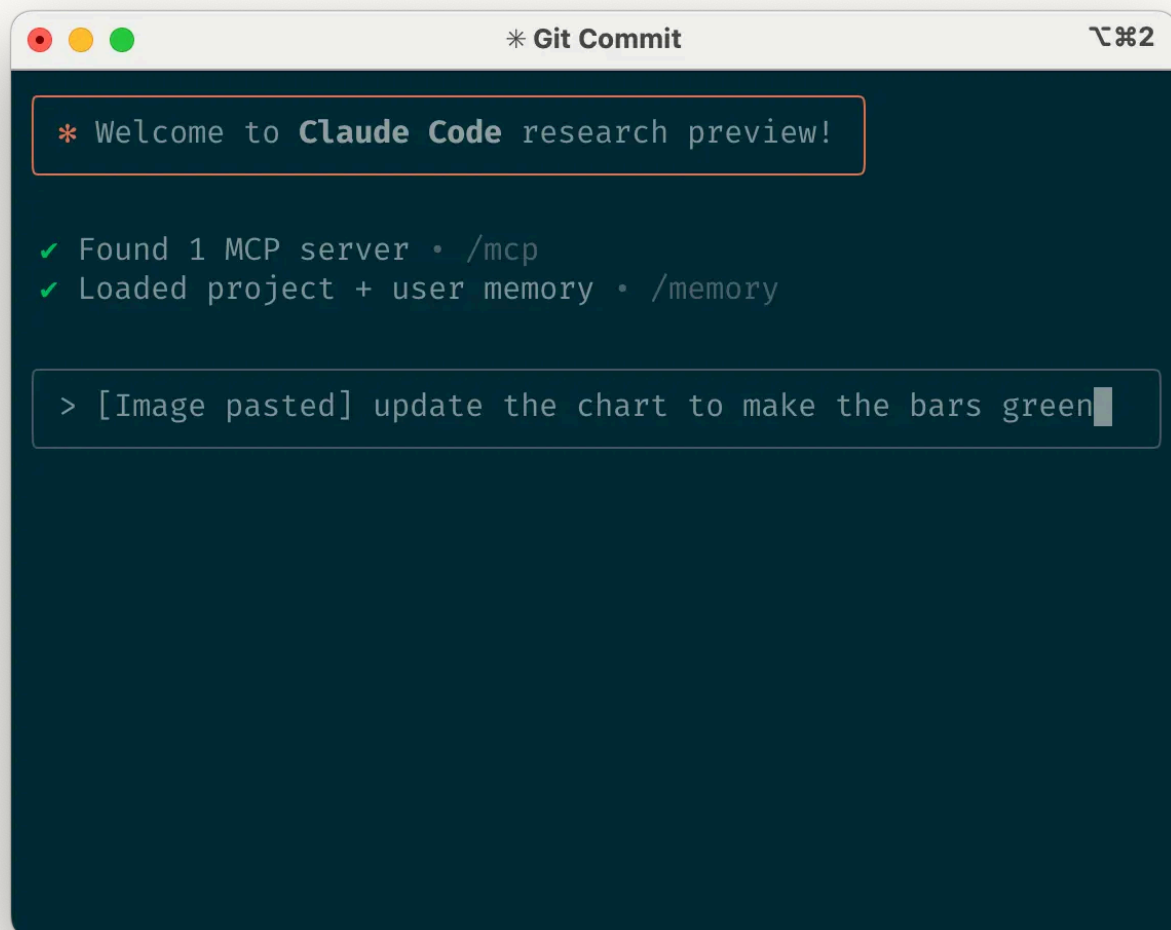 ✳ Git Commit ⌥⌘2
✻ Welcome to Claude Code research preview!
✔ Found 1 MCP server • /mcp
✔ Loaded project + user memory • /memory
> [Image pasted] update the chart to make the bars green